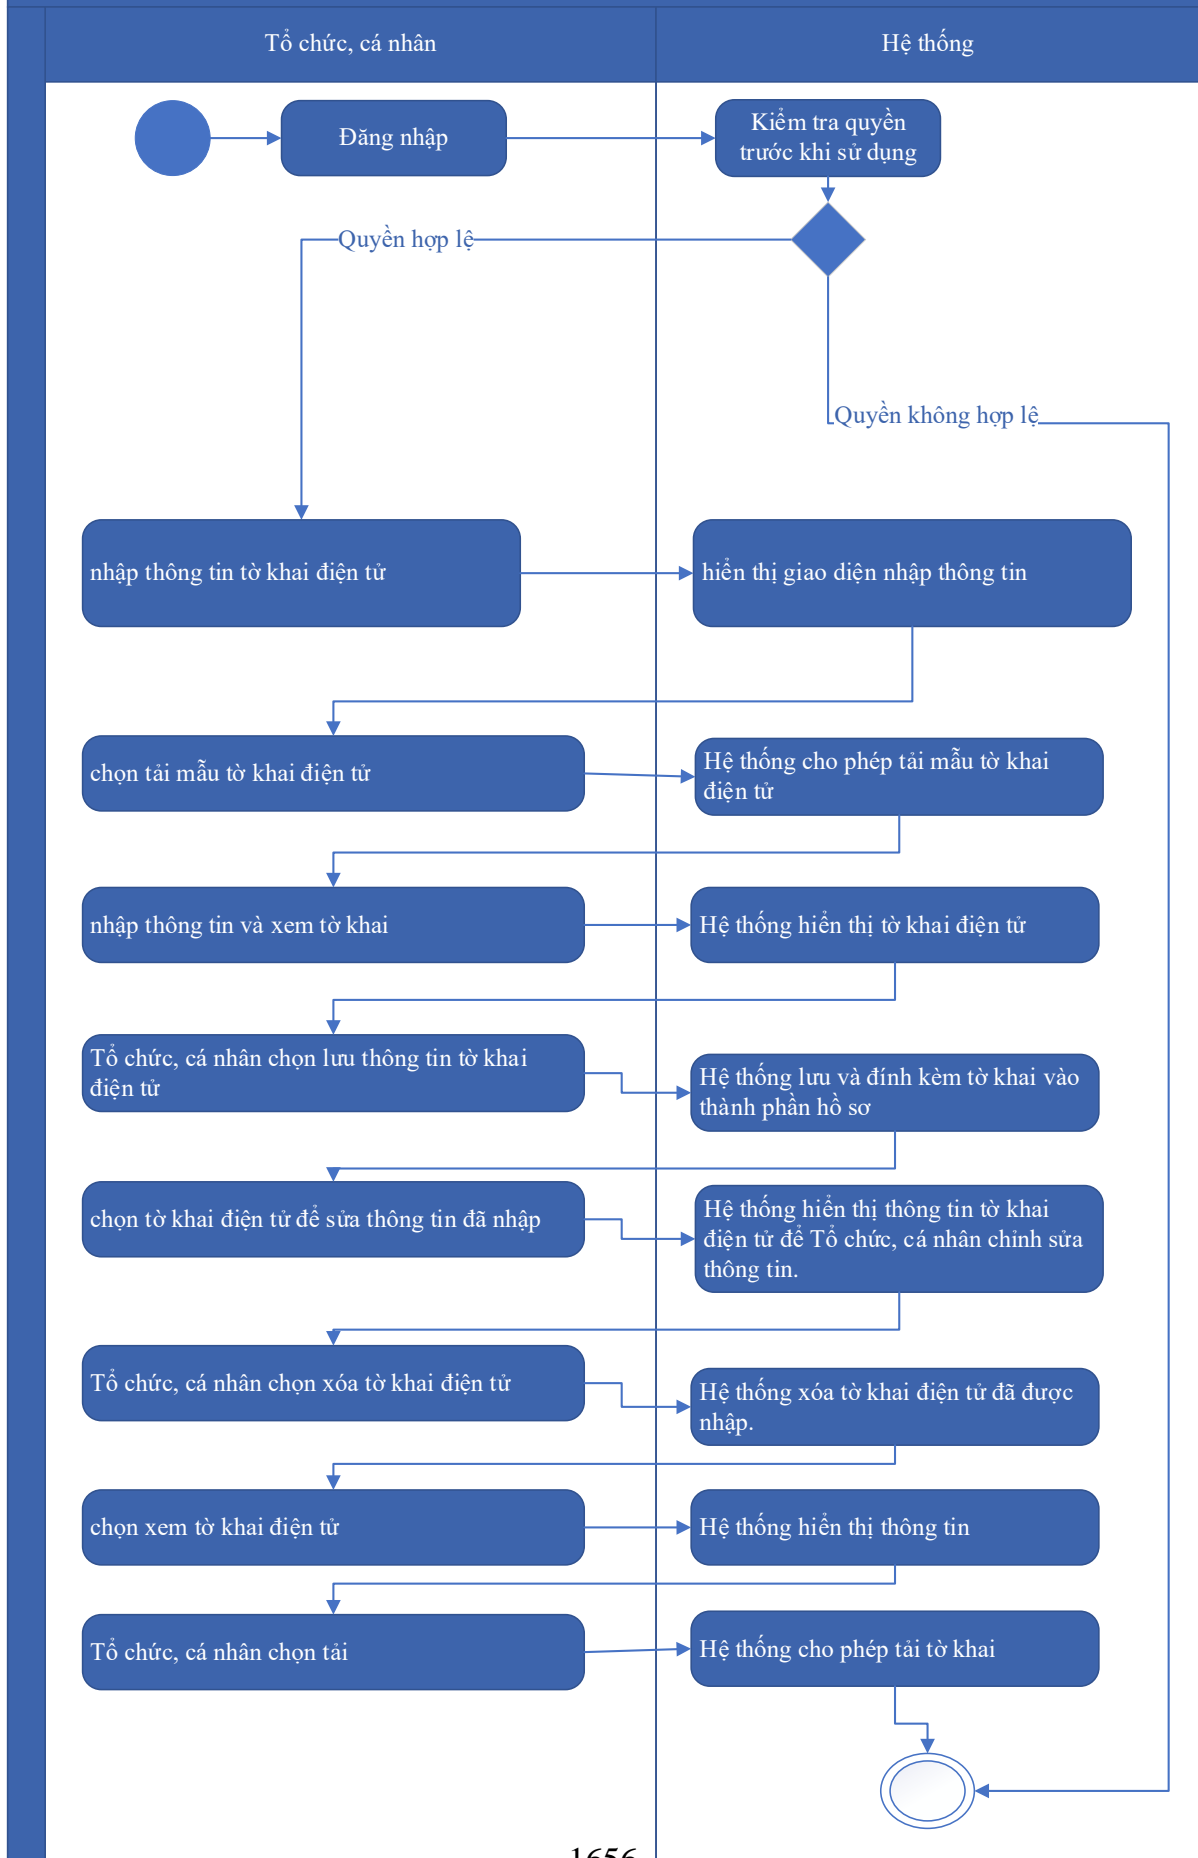 Tổ chức, cá nhân
Hệ thống
Đăng nhập
Kiểm tra quyền
trước khi sử dụng
Quyền hợp lệ
Quyền không hợp lệ
nhập thông tin tờ khai điện tử
hiển thị giao diện nhập thông tin
chọn tải mẫu tờ khai điện tử
Hệ thống cho phép tải mẫu tờ khai
điện tử
nhập thông tin và xem tờ khai
Hệ thống hiển thị tờ khai điện tử
Tổ chức, cá nhân chọn lưu thông tin tờ khai
điện tử
Hệ thống lưu và đính kèm tờ khai vào
thành phần hồ sơ
chọn tờ khai điện tử để sửa thông tin đã nhập
Hệ thống hiển thị thông tin tờ khai
điện tử để Tổ chức, cá nhân chỉnh sửa
thông tin.
Tổ chức, cá nhân chọn xóa tờ khai điện tử
Hệ thống xóa tờ khai điện tử đã được
nhập.
chọn xem tờ khai điện tử
Hệ thống hiển thị thông tin
Tổ chức, cá nhân chọn tải
Hệ thống cho phép tải tờ khai
1656